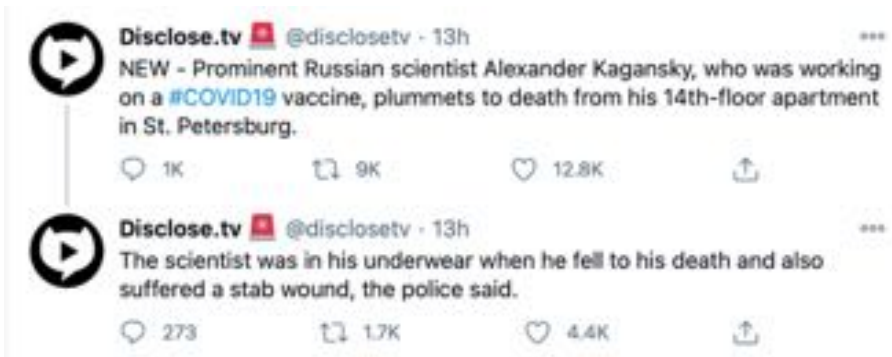 Disclose.tv 🚨 @disclosetv · 13h
NEW - Prominent Russian scientist Alexander Kagansky, who was working
on a #COVID19 vaccine, plummets to death from his 14th-floor apartment
in St. Petersburg.
1K 9K 12.8K
Disclose.tv 🚨 @disclosetv · 13h
The scientist was in his underwear when he fell to his death and also
suffered a stab wound, the police said.
273 1.7K 4.4K